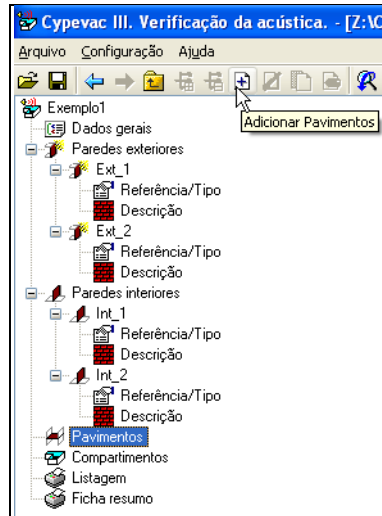 Cypevac III. Verificação da acústica. - [Z:\C
Arquivo Configuração Ajuda
Exemplo1
Adicionar Pavimentos
Dados gerais
Paredes exteriores
Ext_1
Referência/Tipo
Descrição
Ext_2
Referência/Tipo
Descrição
Paredes interiores
Int_1
Referência/Tipo
Descrição
Int_2
Referência/Tipo
Descrição
Pavimentos
Compartimentos
Listagem
Ficha resumo